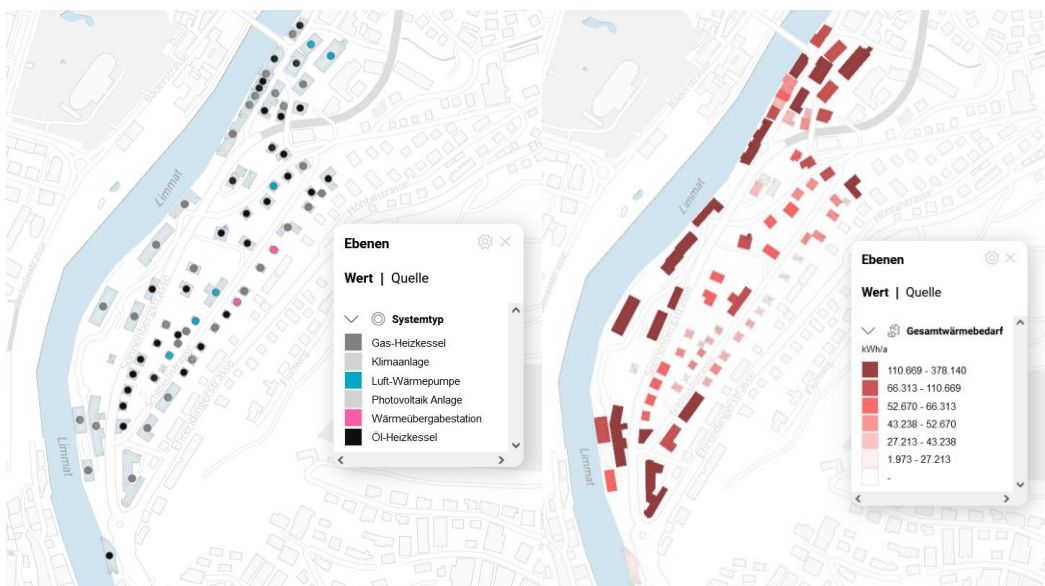 Limmat
Limmat
Ebenen
Wert | Quelle
Systemtyp
Gas-Heizkessel
Klimaanlage
Luft-Wärmepumpe
Photovoltaik Anlage
Wärmeübergabestation
Öl-Heizkessel
Limmat
Limmat
Ebenen
Wert | Quelle
Gesamtwärmebedarf
kWh/a
110.669 - 378.140
66.313 - 110.669
52.670 - 66.313
43.238 - 52.670
27.213 - 43.238
1.973 - 27.213
-